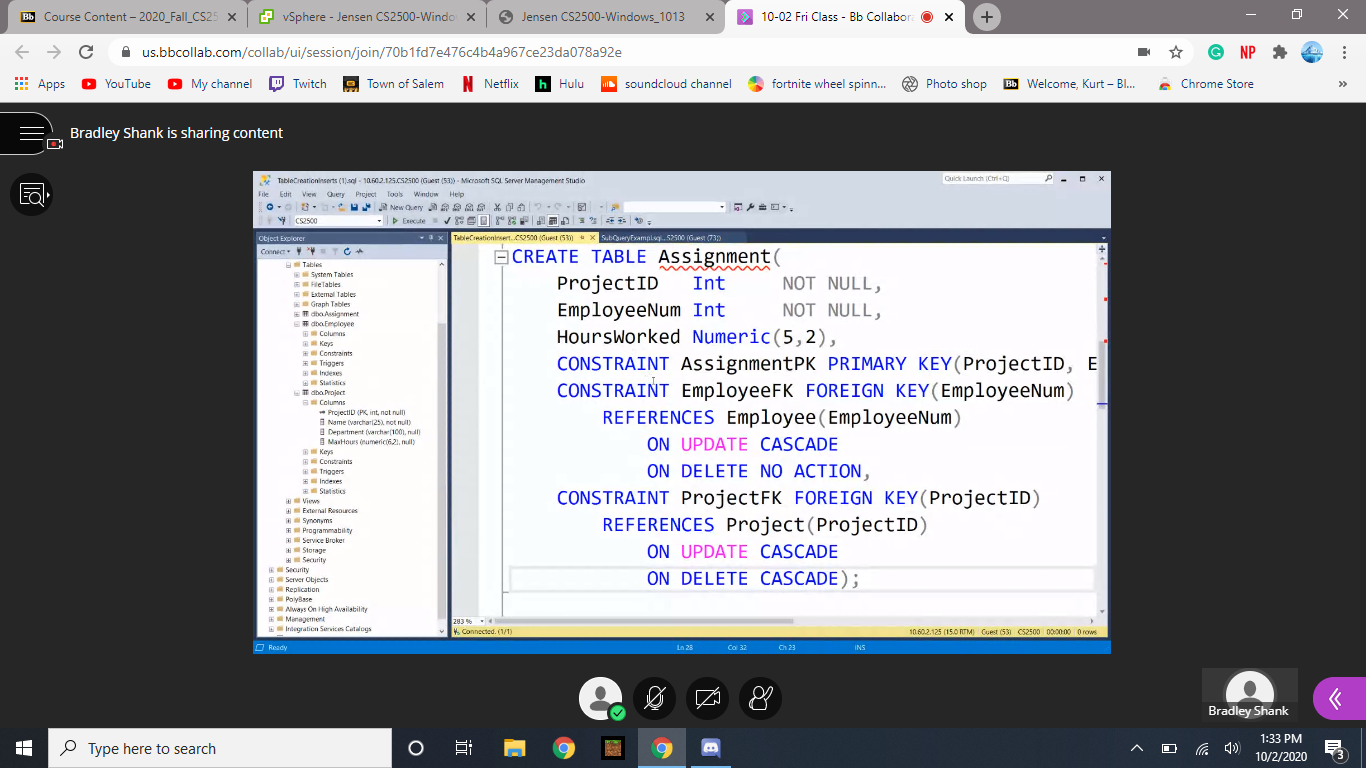 Course Content – 2020_Fall_CS25
vSphere - Jensen CS2500-Windo
Jensen CS2500-Windows_1013
10-02 Fri Class - Bb Collabora
us.bbcollab.com/collab/ui/session/join/70b1fd7e476c4b4a967ce23da078a92e
Apps
YouTube
My channel
Twitch
Town of Salem
Netflix
Hulu
soundcloud channel
fortnite wheel spinn...
Photo shop
Welcome, Kurt – Bl...
Chrome Store
Bradley Shank is sharing content
TableCreationInserts (1).sql - 10.60.2.125.CS2500 (Guest (53)) - Microsoft SQL Server Management Studio
Quick Launch (Ctrl+Q)
File Edit View Query Project Tools Window Help
New Query
CS2500
Execute
Object Explorer
TableCreationInsert...CS2500 (Guest (53))
SubQueryExampl.sql...S2500 (Guest (73))
Connect
Tables
System Tables
FileTables
External Tables
Graph Tables
dbo.Assignment
dbo.Employee
Columns
Keys
Constraints
Triggers
Indexes
Statistics
dbo.Project
Columns
ProjectID (PK, int, not null)
Name (varchar(25), not null)
Department (varchar(100), null)
MaxHours (numeric(6,2), null)
Keys
Constraints
Triggers
Indexes
Statistics
Views
External Resources
Synonyms
Programmability
Service Broker
Storage
Security
Security
Server Objects
Replication
PolyBase
Always On High Availability
Management
Integration Services Catalogs
CREATE TABLE Assignment(
ProjectID Int NOT NULL,
EmployeeNum Int NOT NULL,
HoursWorked Numeric(5,2),
CONSTRAINT AssignmentPK PRIMARY KEY(ProjectID, E
CONSTRAINT EmployeeFK FOREIGN KEY(EmployeeNum)
REFERENCES Employee(EmployeeNum)
ON UPDATE CASCADE
ON DELETE NO ACTION,
CONSTRAINT ProjectFK FOREIGN KEY(ProjectID)
REFERENCES Project(ProjectID)
ON UPDATE CASCADE
ON DELETE CASCADE);
283 %
Connected. (1/1)
10.60.2.125 (15.0 RTM) Guest (53) CS2500 00:00:00 0 rows
Ready
Ln 28 Col 32 Ch 23 INS
Bradley Shank
Type here to search
1:33 PM
10/2/2020
3